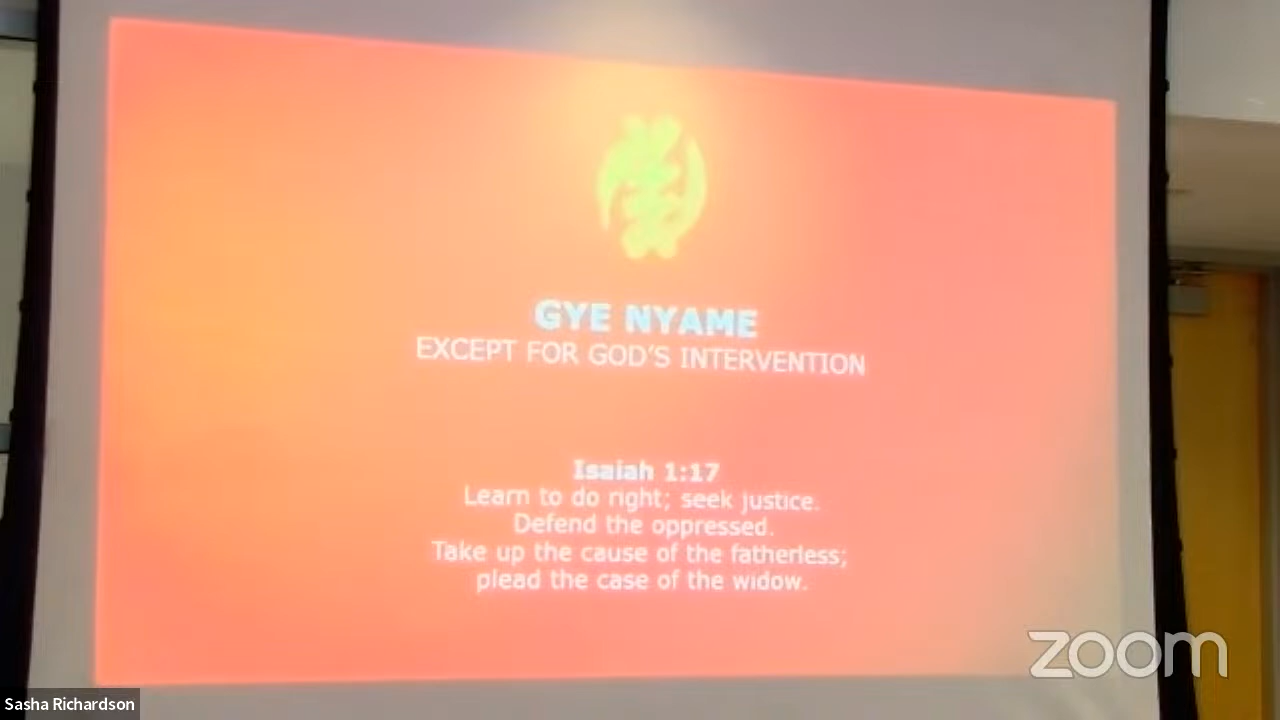 GYE NYAME
EXCEPT FOR GOD'S INTERVENTION
Isaiah 1:17
Learn to do right; seek justice.
Defend the oppressed.
Take up the cause of the fatherless;
plead the case of the widow.
zoom
Sasha Richardson